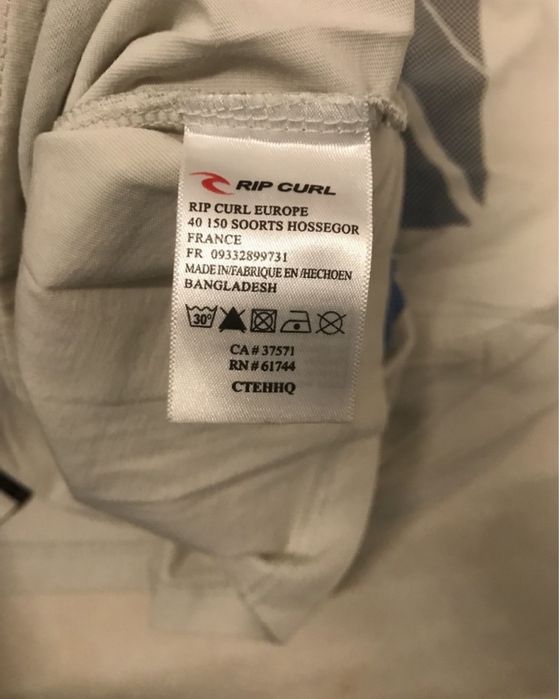 RIP CURL
RIP CURL EUROPE
40 150 SOORTS HOSSEGOR
FRANCE
FR 09332899731
MADE IN/FABRIQUE EN /HECHOEN
BANGLADESH
30°
CA # 37571
RN # 61744
CTEHHQ